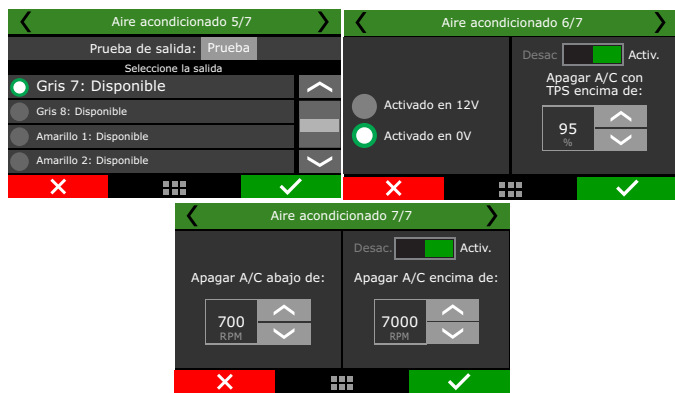 Aire acondicionado 5/7
Prueba de salida: Prueba
Seleccione la salida
Gris 7: Disponible
Gris 8: Disponible
Amarillo 1: Disponible
Amarillo 2: Disponible
Aire acondicionado 6/7
Activado en 12V
Activado en 0V
Desac Activ.
Apagar A/C con
TPS encima de:
95
%
Aire acondicionado 7/7
Apagar A/C abajo de:
700
RPM
Desac. Activ.
Apagar A/C encima de:
7000
RPM